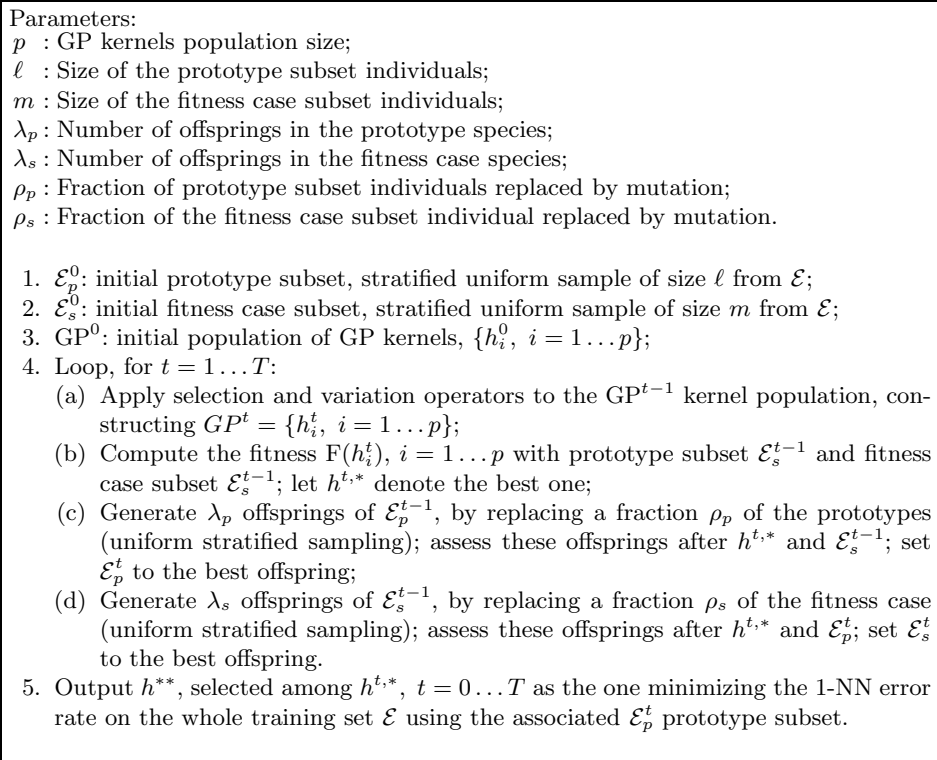 Parameters:
p : GP kernels population size;
ℓ : Size of the prototype subset individuals;
m : Size of the fitness case subset individuals;
λ_p : Number of offsprings in the prototype species;
λ_s : Number of offsprings in the fitness case species;
ρ_p : Fraction of prototype subset individuals replaced by mutation;
ρ_s : Fraction of the fitness case subset individual replaced by mutation.
1. ℰ_p^0: initial prototype subset, stratified uniform sample of size ℓ from ℰ;
2. ℰ_s^0: initial fitness case subset, stratified uniform sample of size m from ℰ;
3. GP^0: initial population of GP kernels, {h_i^0, i = 1 . . . p};
4. Loop, for t = 1 . . . T:
(a) Apply selection and variation operators to the GP^{t−1} kernel population, con-
structing GP^t = {h_i^t, i = 1 . . . p};
(b) Compute the fitness F(h_i^t), i = 1 . . . p with prototype subset ℰ_s^{t−1} and fitness
case subset ℰ_s^{t−1}; let h^{t,∗} denote the best one;
(c) Generate λ_p offsprings of ℰ_p^{t−1}, by replacing a fraction ρ_p of the prototypes
(uniform stratified sampling); assess these offsprings after h^{t,∗} and ℰ_s^{t−1}; set
ℰ_p^t to the best offspring;
(d) Generate λ_s offsprings of ℰ_s^{t−1}, by replacing a fraction ρ_s of the fitness case
(uniform stratified sampling); assess these offsprings after h^{t,∗} and ℰ_p^t; set ℰ_s^t
to the best offspring.
5. Output h^{∗∗}, selected among h^{t,∗}, t = 0 . . . T as the one minimizing the 1-NN error
rate on the whole training set ℰ using the associated ℰ_p^t prototype subset.